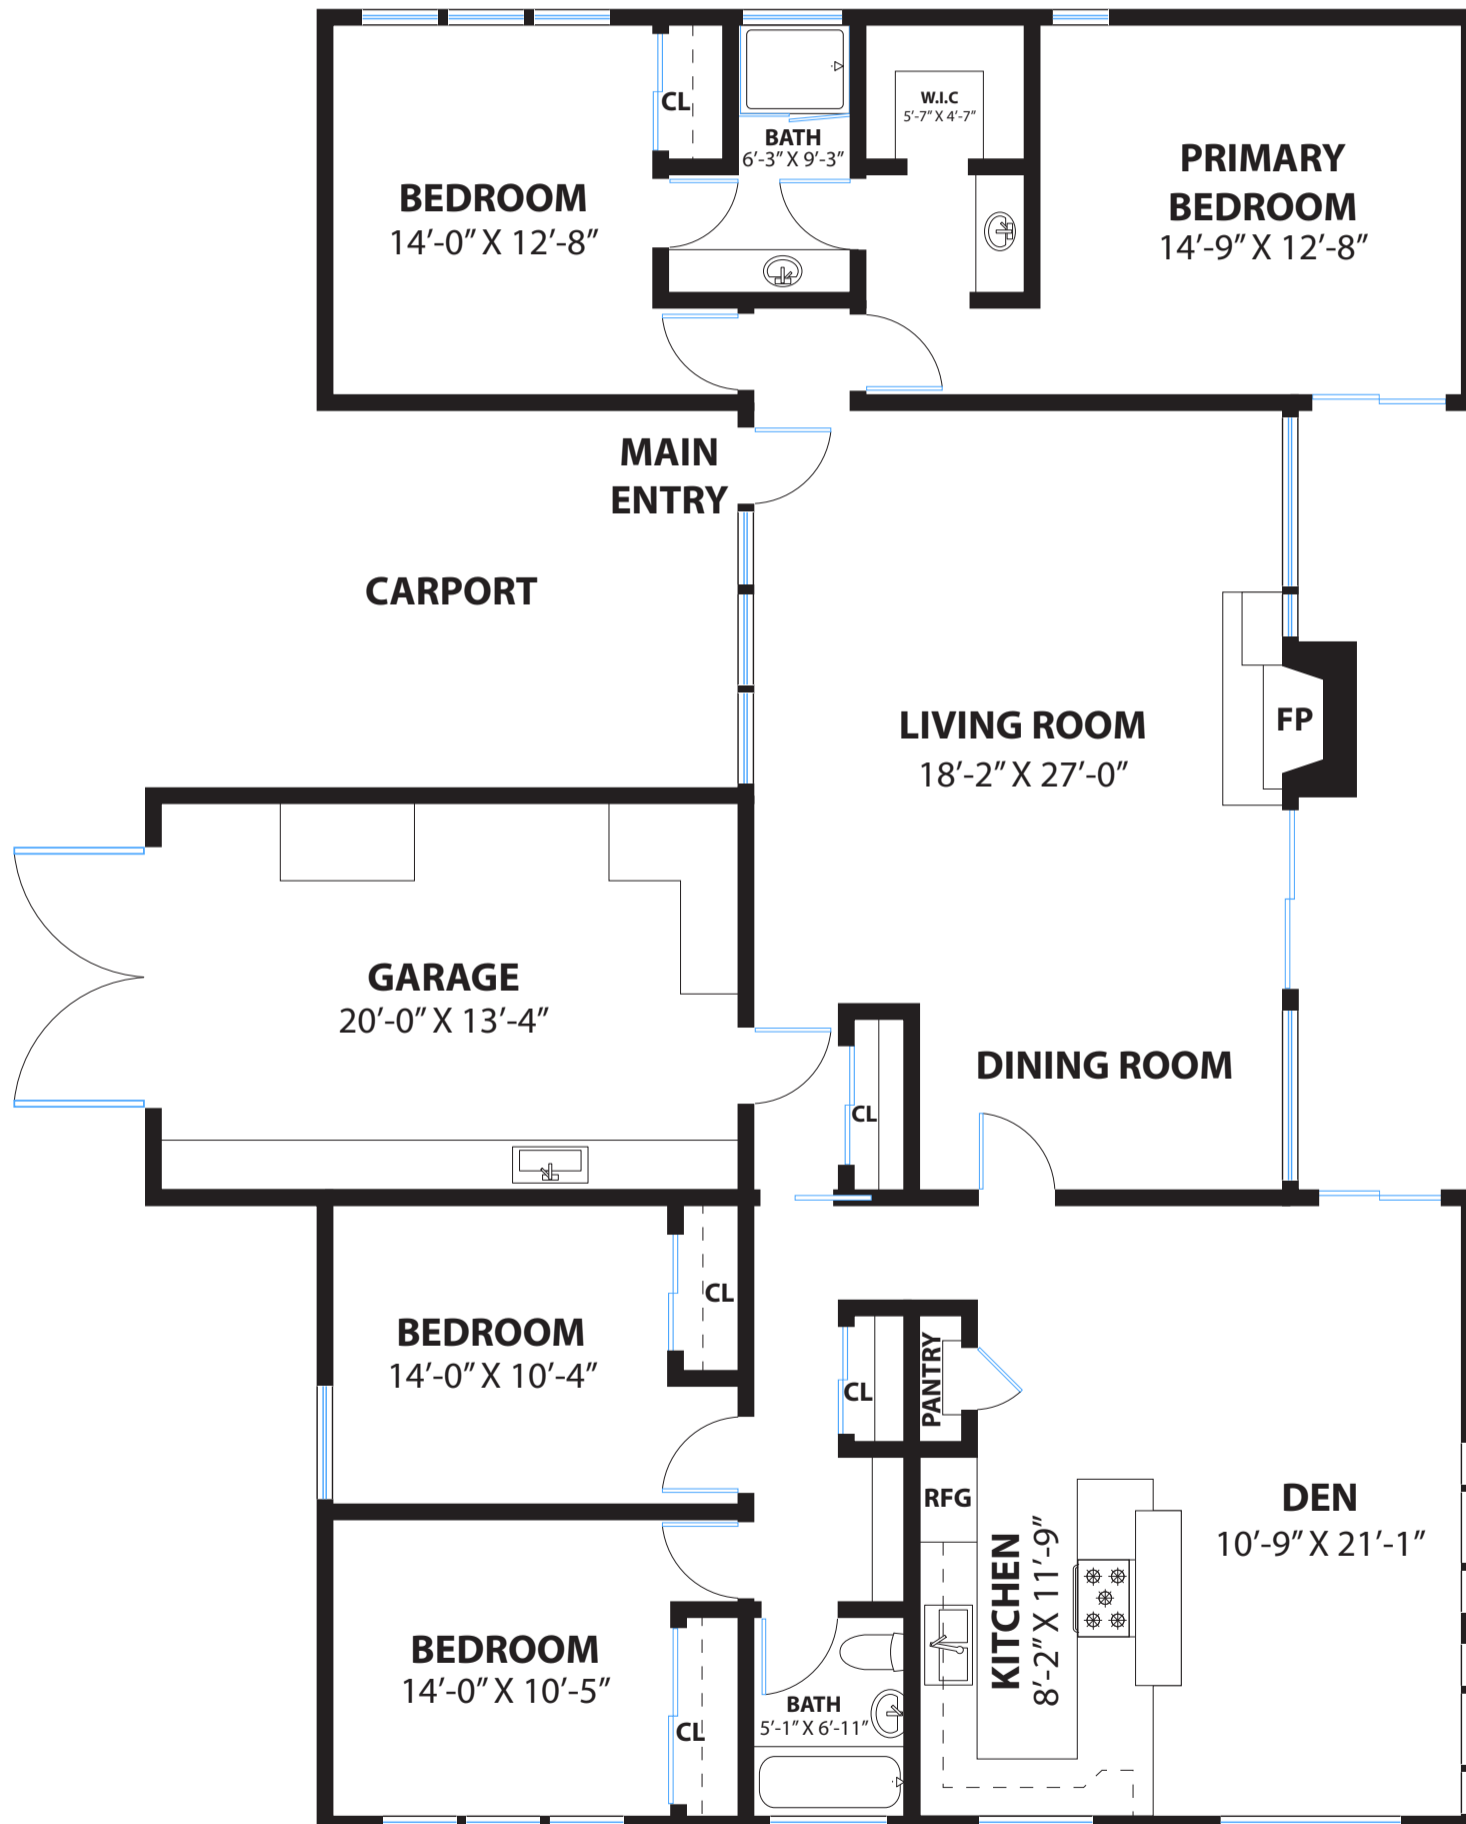 CL
W.I.C
5’-7” X 4’-7”
BATH
6’-3” X 9’-3”
BEDROOM
14’-0” X 12’-8”
PRIMARY
BEDROOM
14’-9” X 12’-8”
MAIN
ENTRY
CARPORT
LIVING ROOM
18’-2” X 27’-0”
FP
GARAGE
20’-0” X 13’-4”
DINING ROOM
CL
CL
BEDROOM
14’-0” X 10’-4”
CL
PANTRY
RFG
DEN
10’-9” X 21’-1”
KITCHEN
8’-2” X 11’-9”
BEDROOM
14’-0” X 10’-5”
CL
BATH
5’-1” X 6’-11”